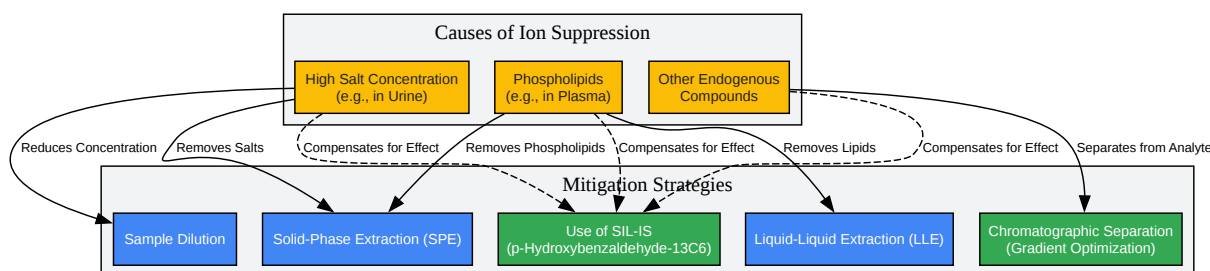 Causes of Ion Suppression
High Salt Concentration
(e.g., in Urine)
Phospholipids
(e.g., in Plasma)
Other Endogenous
Compounds
Reduces Concentration
Removes Salts
Compensates for Effect
Removes Phospholipids
Compensates for Effect
Removes Lipids
Compensates for Effect
Separates from Analyte
Mitigation Strategies
Sample Dilution
Solid-Phase Extraction (SPE)
Use of SIL-IS
(p-Hydroxybenzaldehyde-13C6)
Liquid-Liquid Extraction (LLE)
Chromatographic Separation
(Gradient Optimization)